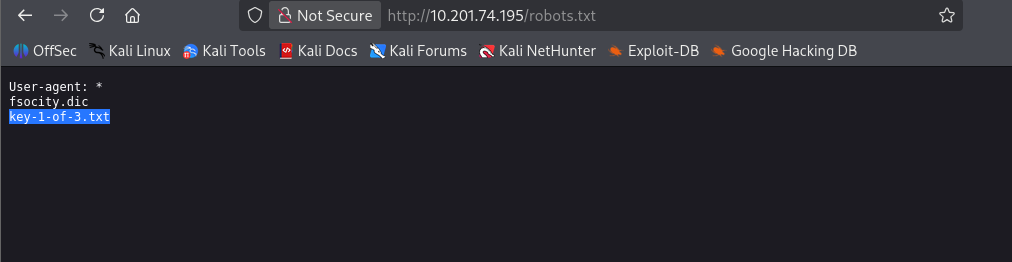 Not Secure http://10.201.74.195/robots.txt
OffSec Kali Linux Kali Tools Kali Docs Kali Forums Kali NetHunter Exploit-DB Google Hacking DB
User-agent: *
fsocity.dic
key-1-of-3.txt